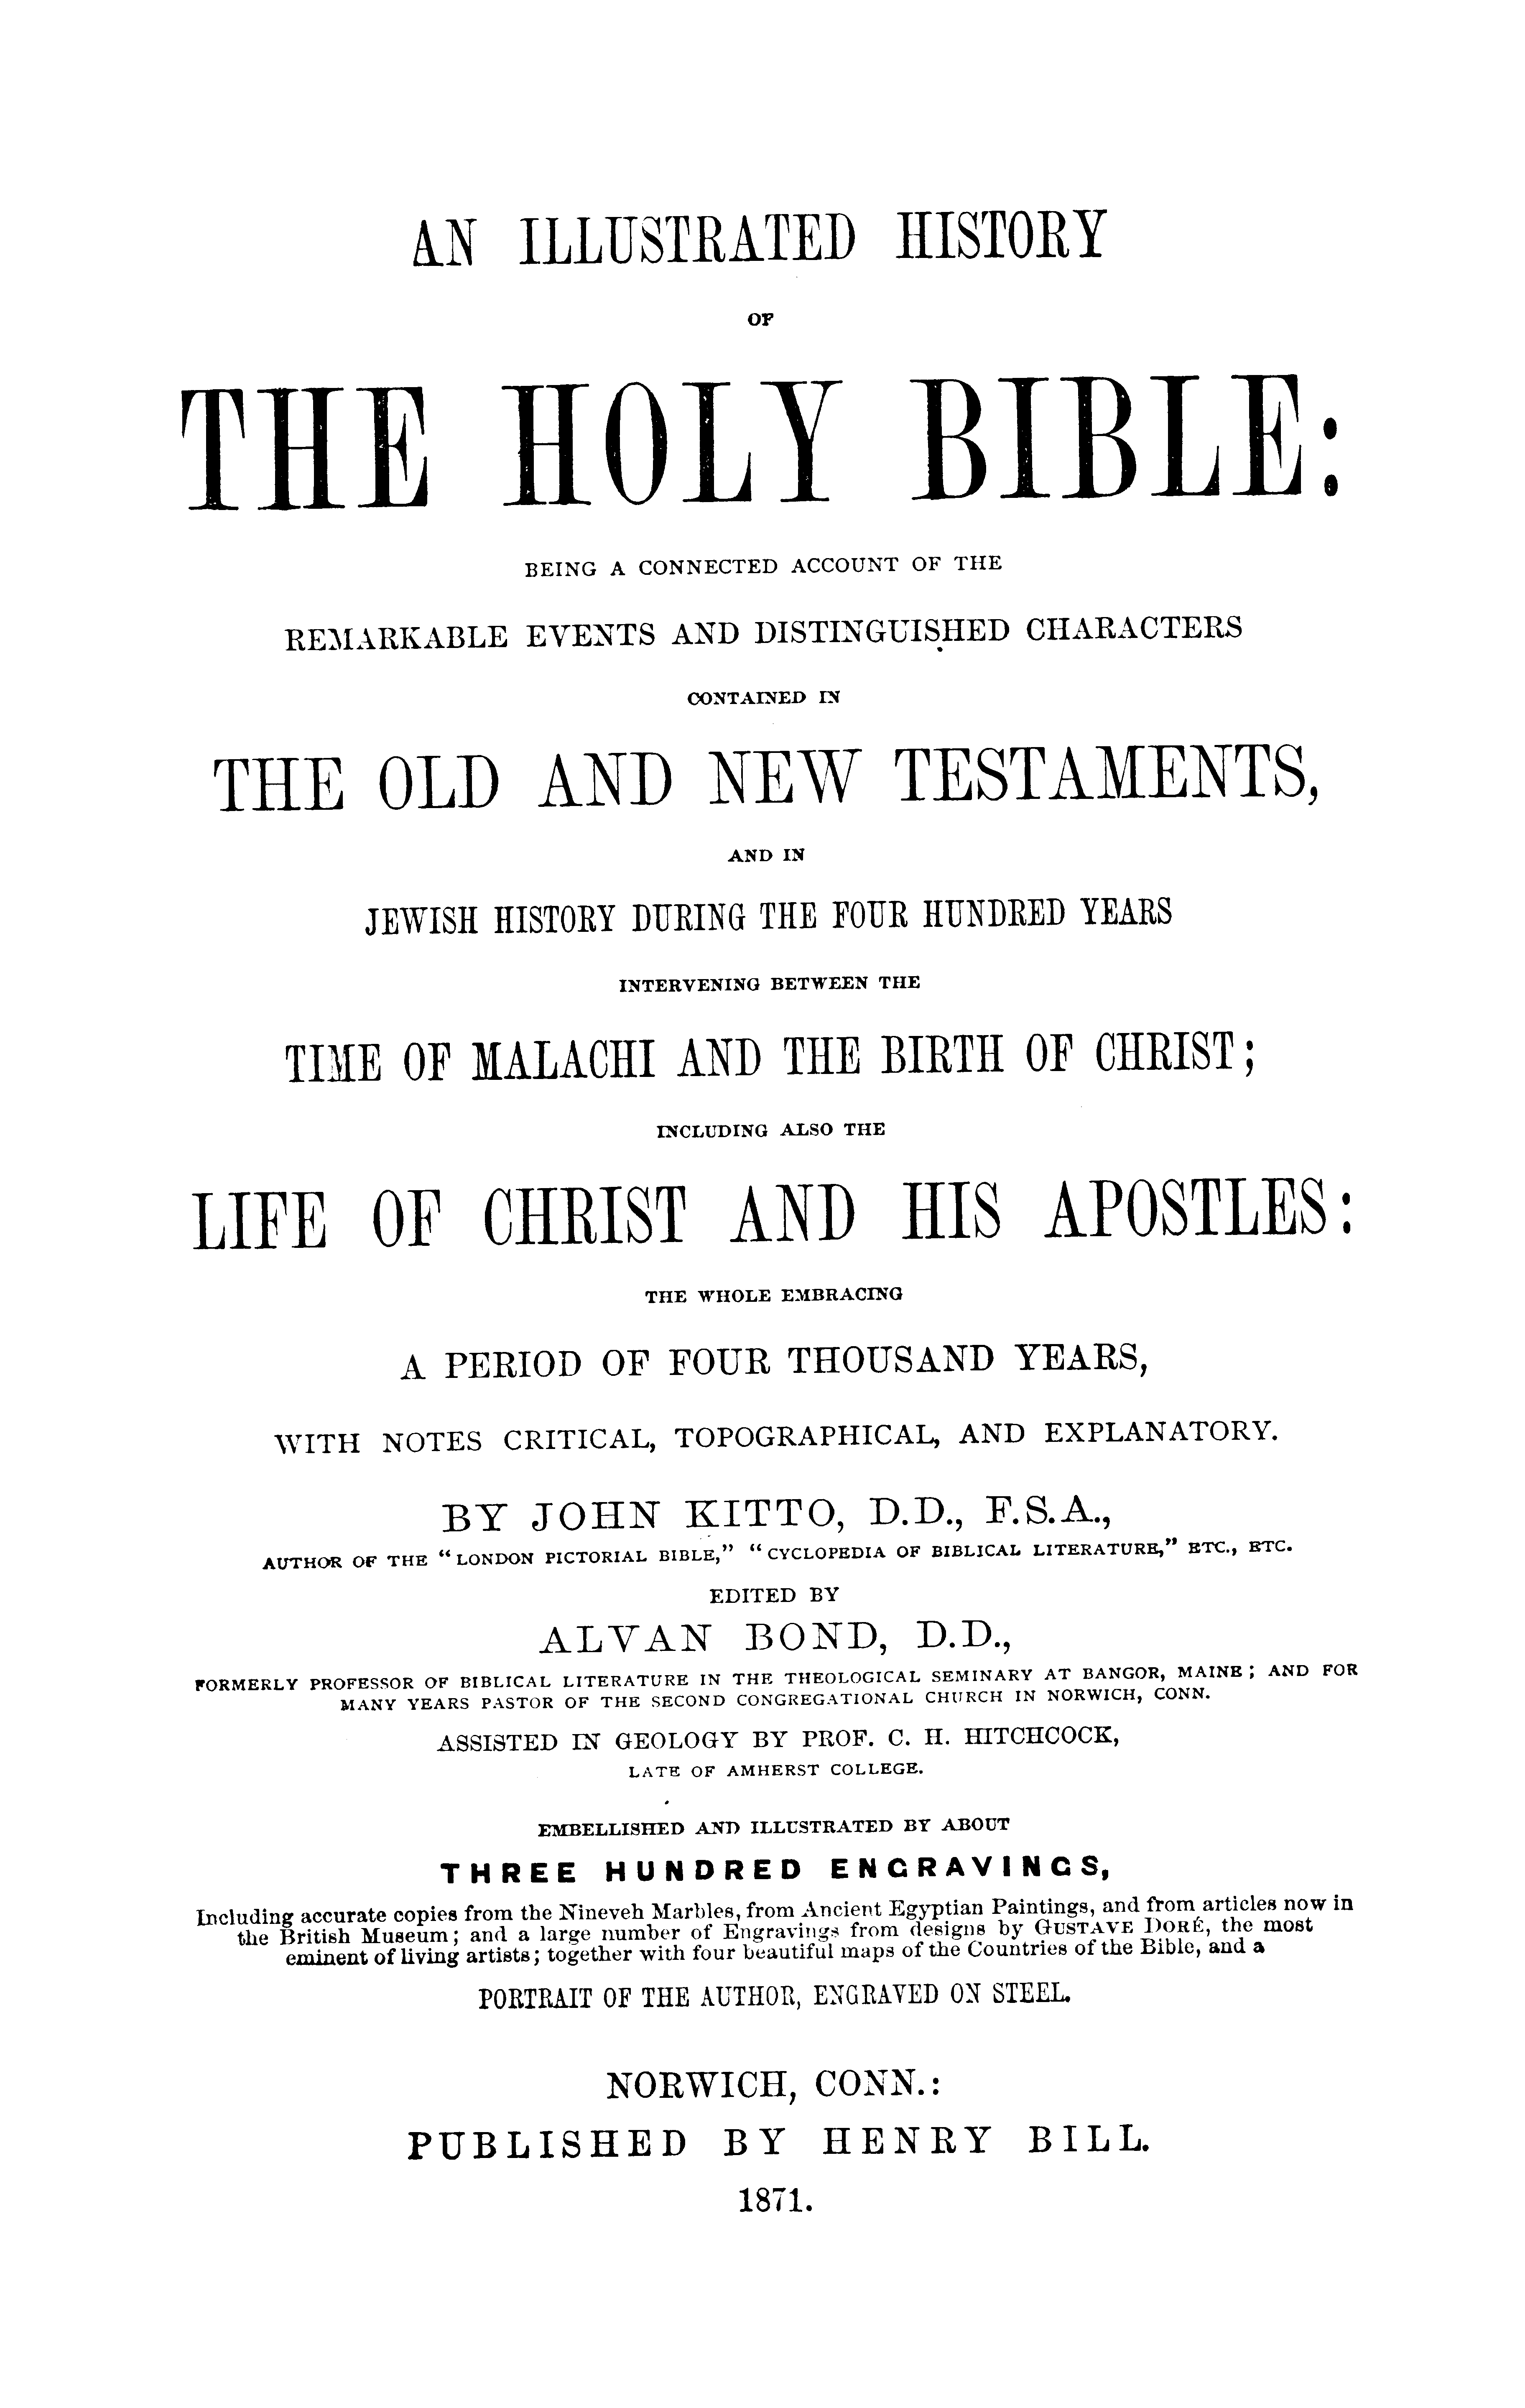 AN ILLUSTRATED HISTORY
OF
THE HOLY BIBLE:
BEING A CONNECTED ACCOUNT OF THE
REMARKABLE EVENTS AND DISTINGUISHED CHARACTERS
CONTAINED IN
THE OLD AND NEW TESTAMENTS,
AND IN
JEWISH HISTORY DURING THE FOUR HUNDRED YEARS
INTERVENING BETWEEN THE
TIME OF MALACHI AND THE BIRTH OF CHRIST;
INCLUDING ALSO THE
LIFE OF CHRIST AND HIS APOSTLES:
THE WHOLE EMBRACING
A PERIOD OF FOUR THOUSAND YEARS,
WITH NOTES CRITICAL, TOPOGRAPHICAL, AND EXPLANATORY.
BY JOHN KITTO, D.D., F.S.A.,
AUTHOR OF THE “LONDON PICTORIAL BIBLE,” “CYCLOPEDIA OF BIBLICAL LITERATURE,” ETC., ETC.
EDITED BY
ALVAN BOND, D.D.,
FORMERLY PROFESSOR OF BIBLICAL LITERATURE IN THE THEOLOGICAL SEMINARY AT BANGOR, MAINE; AND FOR
MANY YEARS PASTOR OF THE SECOND CONGREGATIONAL CHURCH IN NORWICH, CONN.
ASSISTED IN GEOLOGY BY PROF. C. H. HITCHCOCK,
LATE OF AMHERST COLLEGE.
EMBELLISHED AND ILLUSTRATED BY ABOUT
THREE HUNDRED ENGRAVINGS,
Including accurate copies from the Nineveh Marbles, from Ancient Egyptian Paintings, and from articles now in
the British Museum; and a large number of Engravings from designs by GUSTAVE DORÉ, the most
eminent of living artists; together with four beautiful maps of the Countries of the Bible, and a
PORTRAIT OF THE AUTHOR, ENGRAVED ON STEEL.
NORWICH, CONN.:
PUBLISHED BY HENRY BILL.
1871.